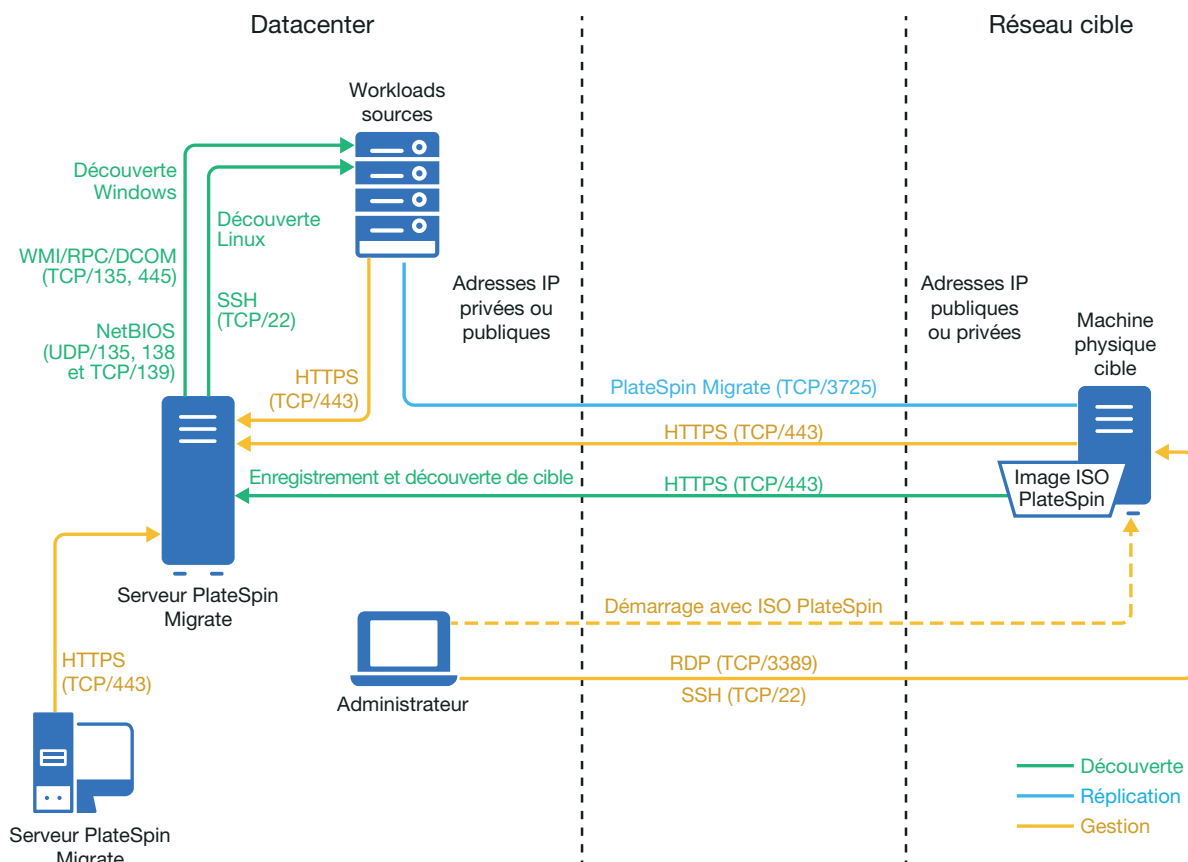 Datacenter
Réseau cible
Workloads
sources
Découverte
Windows
Découverte
Linux
WMI/RPC/DCOM
(TCP/135, 445)
SSH
(TCP/22)
NetBIOS
(UDP/135, 138
et TCP/139)
Adresses IP
privées ou
publiques
Adresses IP
publiques
ou privées
Machine
physique
cible
HTTPS
(TCP/443)
PlateSpin Migrate (TCP/3725)
HTTPS (TCP/443)
Enregistrement et découverte de cible
HTTPS (TCP/443)
Image ISO
PlateSpin
Serveur PlateSpin
Migrate
Démarrage avec ISO PlateSpin
HTTPS
(TCP/443)
RDP (TCP/3389)
SSH (TCP/22)
Administrateur
Découverte
Réplication
Gestion
Serveur PlateSpin
Migrate